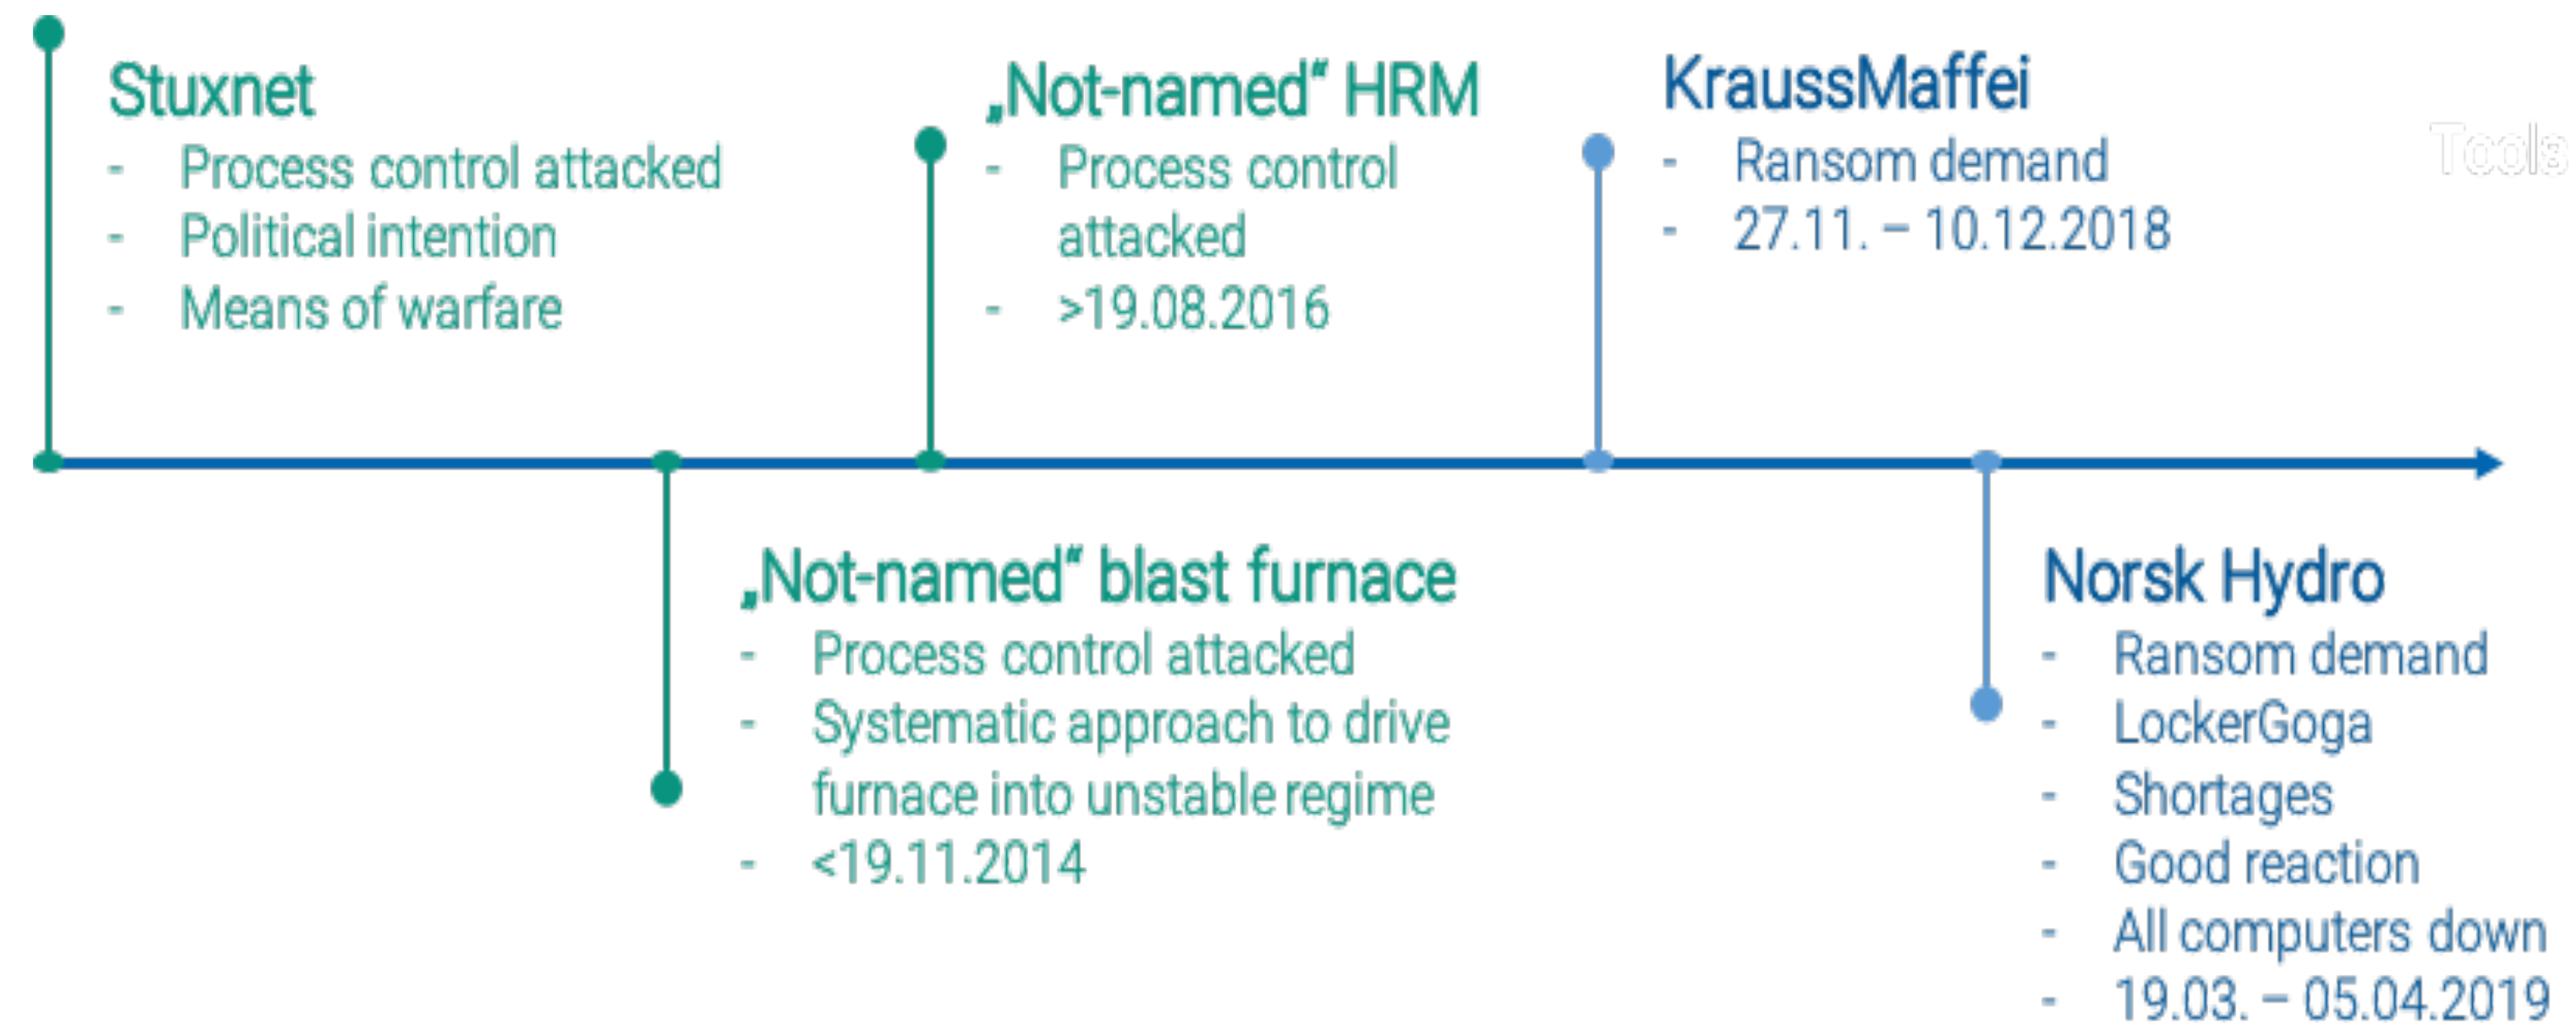 Stuxnet
- Process control attacked
- Political intention
- Means of warfare
„Not-named“ HRM
- Process control
attacked
- >19.08.2016
KraussMaffei
- Ransom demand
- 27.11. – 10.12.2018
Tools
„Not-named“ blast furnace
- Process control attacked
- Systematic approach to drive
furnace into unstable regime
- <19.11.2014
Norsk Hydro
- Ransom demand
- LockerGoga
- Shortages
- Good reaction
- All computers down
- 19.03. – 05.04.2019